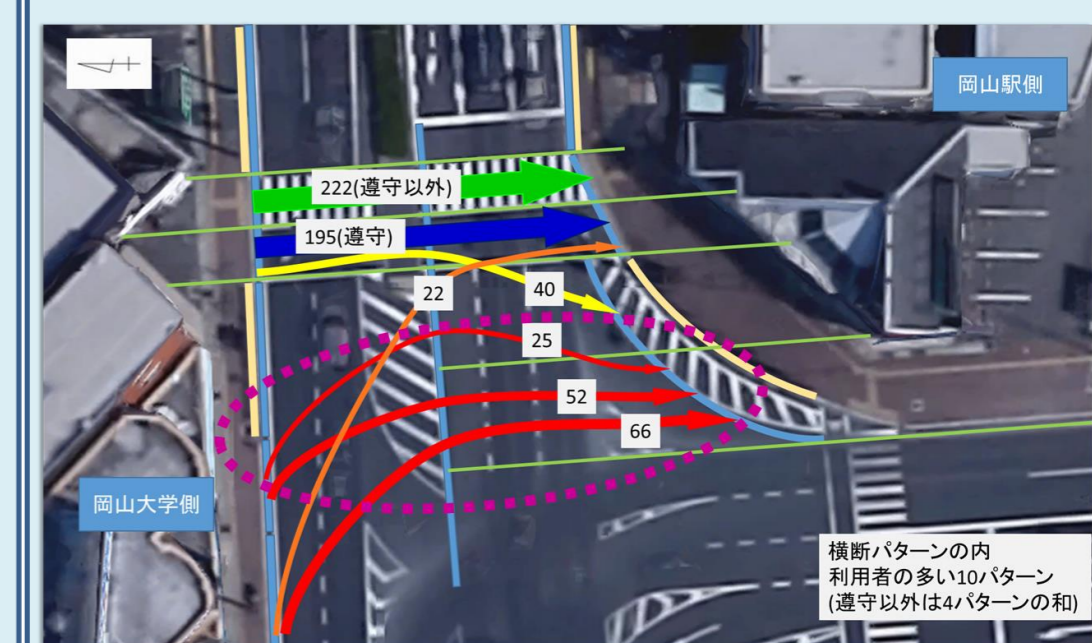 岡山駅側
222(遵守以外)
195(遵守)
22
40
25
52
66
岡山大学側
横断パターンの内
利用者の多い10パターン
(遵守以外は4パターンの和)